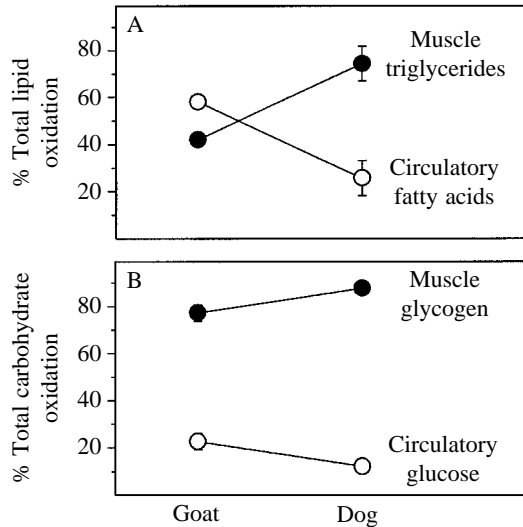 A
Muscle
triglycerides
80
60
40
20
% Total lipid
oxidation
Circulatory
fatty acids
B
Muscle
glycogen
80
60
40
20
% Total carbohydrate
oxidation
Circulatory
glucose
Goat
Dog